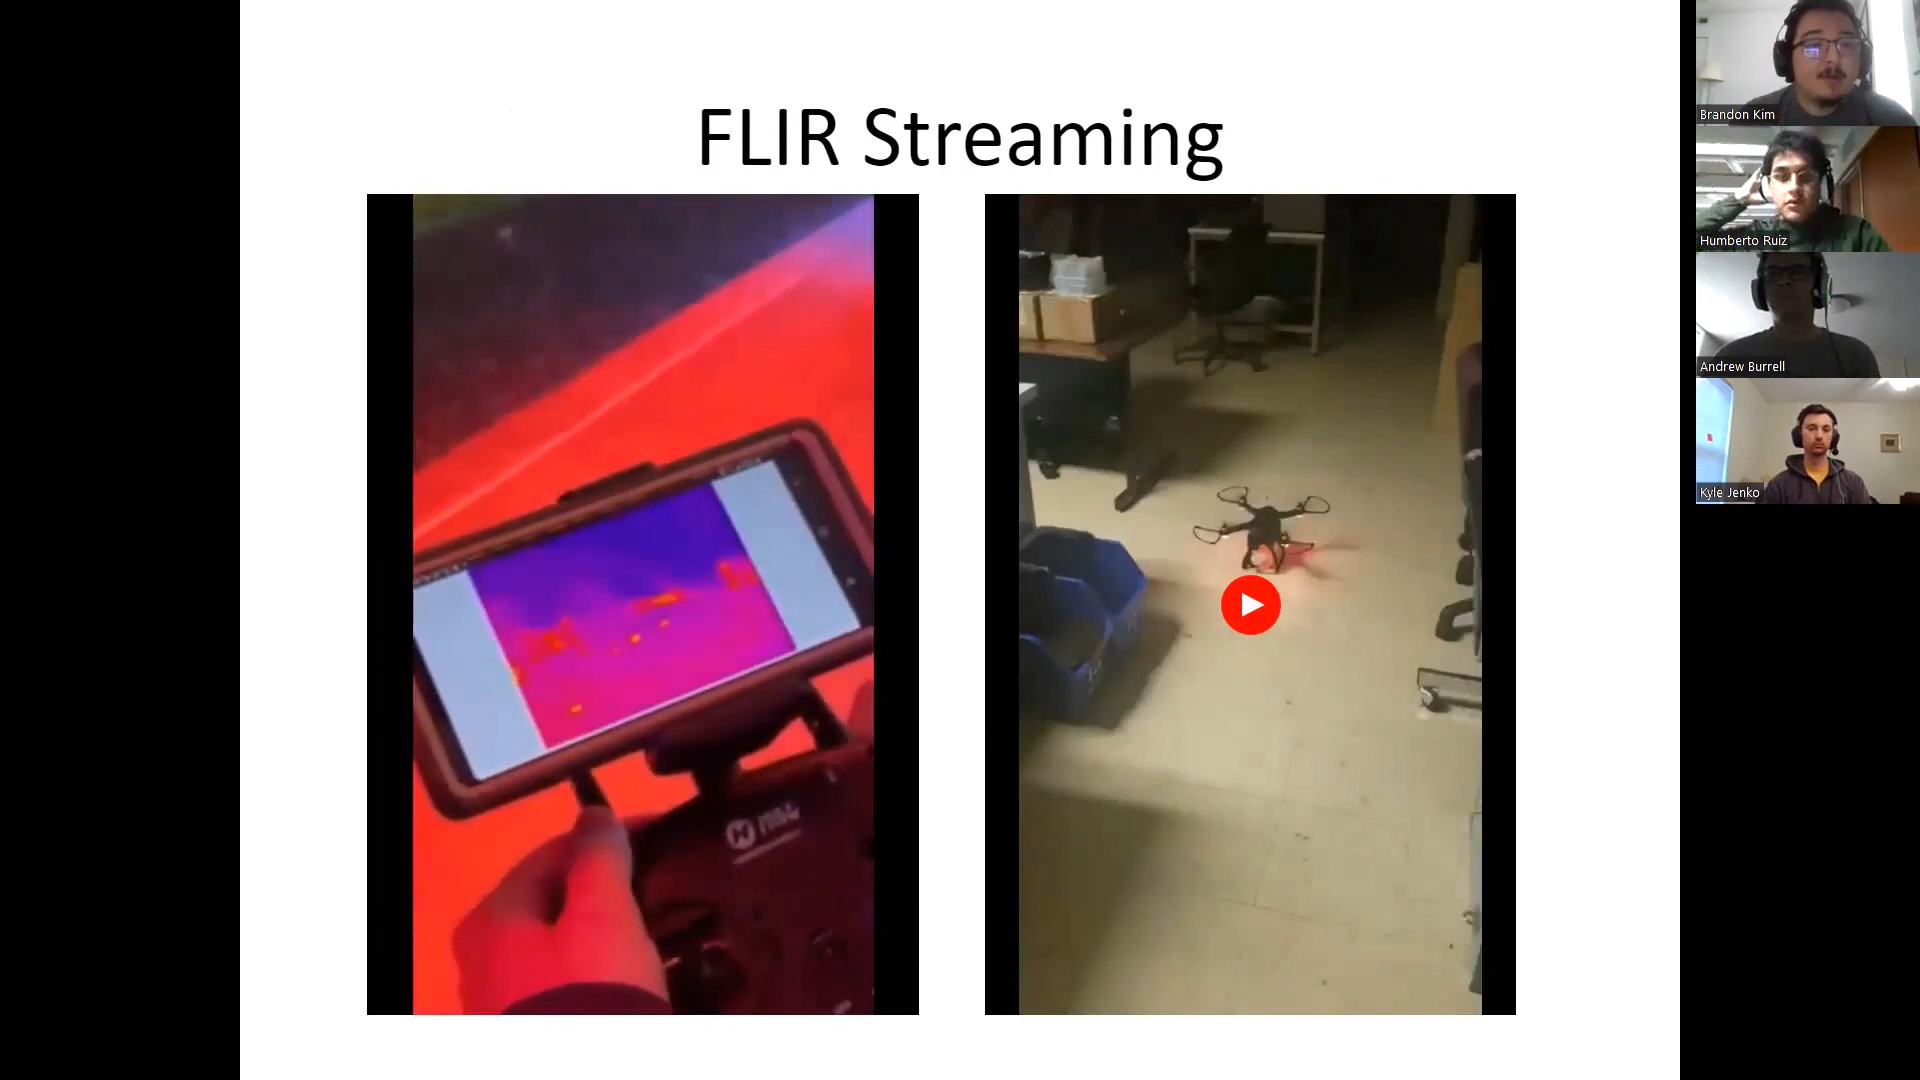 FLIR Streaming
Brandon Kim
Humberto Ruiz
Andrew Burrell
Kyle Jenko